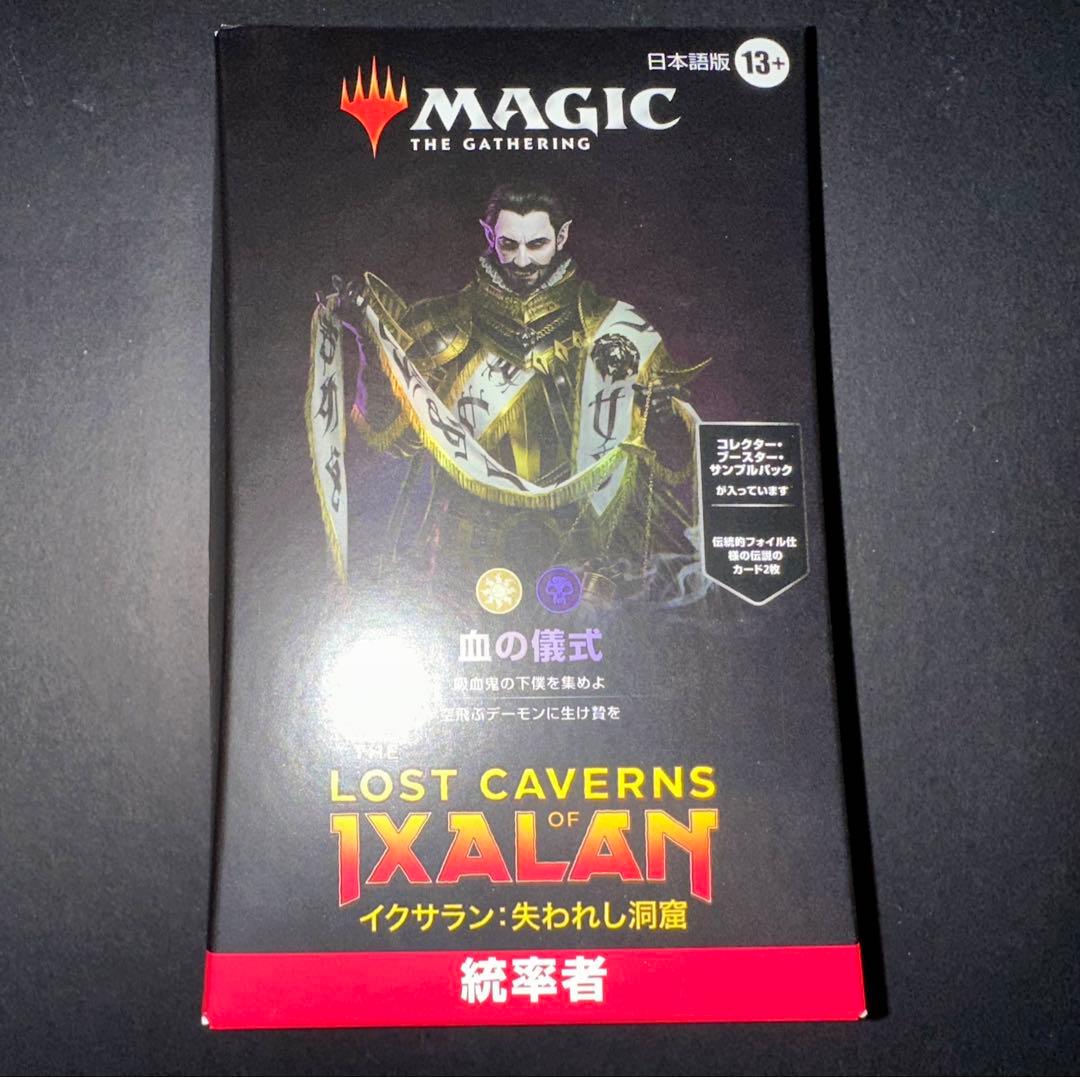 日本語版 13+
MAGIC
THE GATHERING
コレクター・
ブースター・
サンプルパック
が入っています
伝統的フォイル仕
様の伝説の
カード2枚
血の儀式
吸血鬼の下僕を集めよ
空飛ぶデーモンに生け贄を
THE
LOST CAVERNS
OF
IXALAN
イクサラン:失われし洞窟
統率者